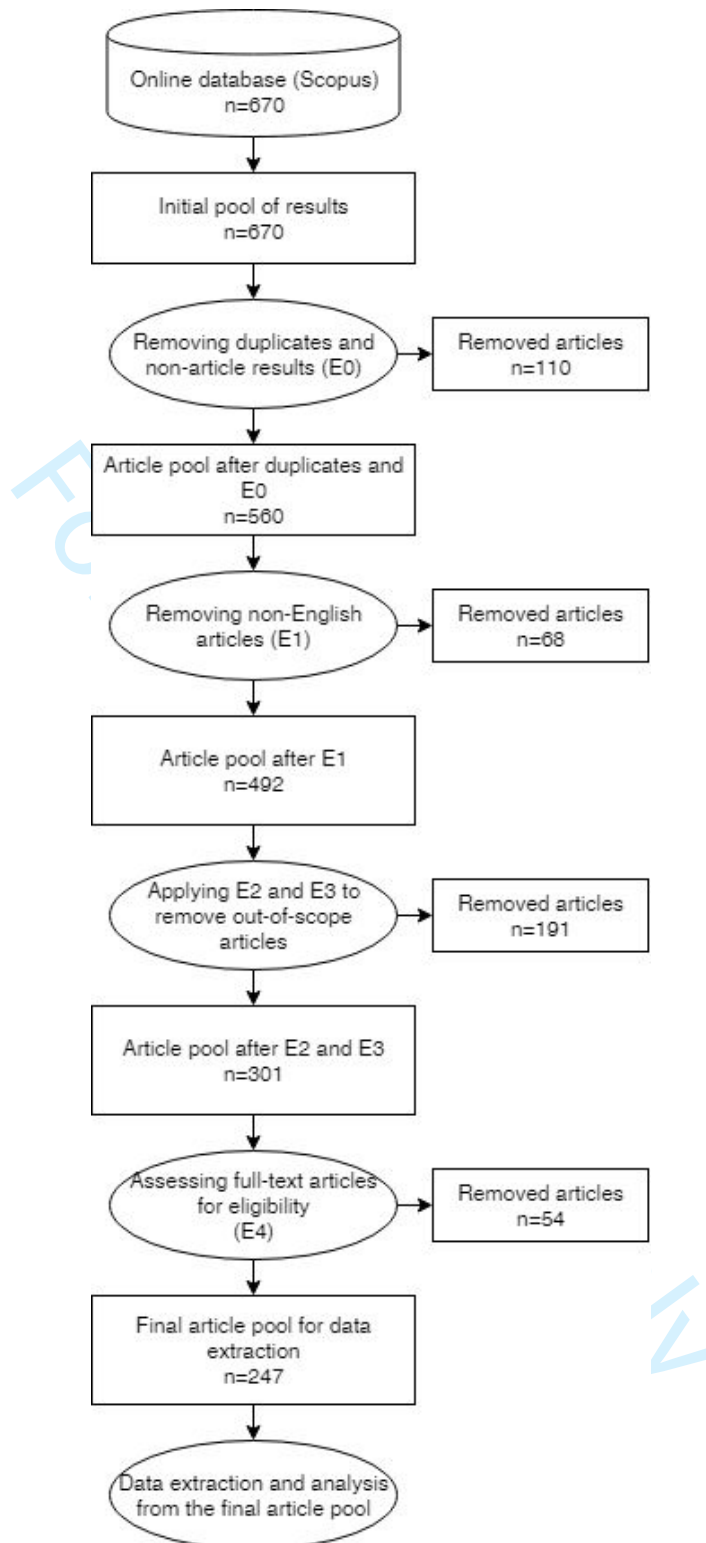 Online database (Scopus)
n=670
Initial pool of results
n=670
Removing duplicates and
non-article results (E0)
Removed articles
n=110
Article pool after duplicates and
E0
n=560
Removing non-English
articles (E1)
Removed articles
n=68
Article pool after E1
n=492
Applying E2 and E3 to
remove out-of-scope
articles
Removed articles
n=191
Article pool after E2 and E3
n=301
Assessing full-text articles
for eligibility
(E4)
Removed articles
n=54
Final article pool for data
extraction
n=247
Data extraction and analysis
from the final article pool